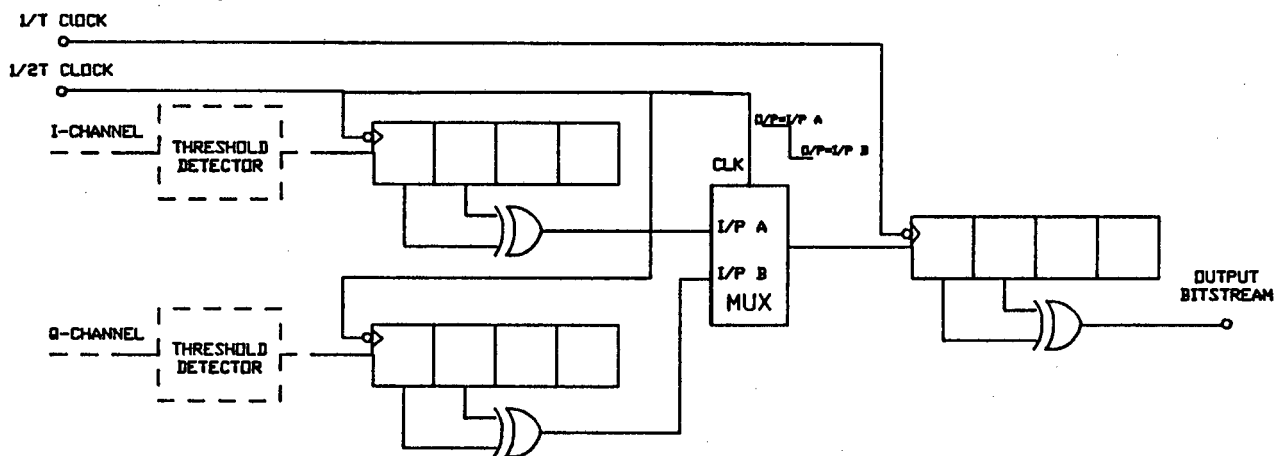 1/T CLOCK
1/2T CLOCK
I-CHANNEL
THRESHOLD
DETECTOR
O/P=I/P A
O/P=I/P B
CLK
I/P A
I/P B
MUX
OUTPUT
BITSTREAM
Q-CHANNEL
THRESHOLD
DETECTOR